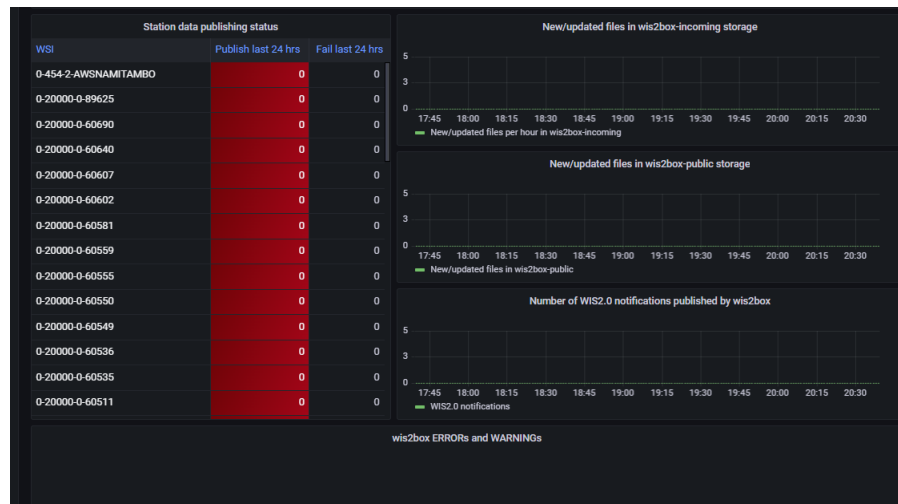 Station data publishing status
WSI Publish last 24 hrs Fail last 24 hrs
0-454-2-AWSNAMITAMBO 0 0
0-20000-0-89625 0 0
0-20000-0-60690 0 0
0-20000-0-60640 0 0
0-20000-0-60607 0 0
0-20000-0-60602 0 0
0-20000-0-60581 0 0
0-20000-0-60559 0 0
0-20000-0-60555 0 0
0-20000-0-60550 0 0
0-20000-0-60549 0 0
0-20000-0-60536 0 0
0-20000-0-60535 0 0
0-20000-0-60511 0 0
New/updated files in wis2box-incoming storage
5
3
0
17:45 18:00 18:15 18:30 18:45 19:00 19:15 19:30 19:45 20:00 20:15 20:30
New/updated files per hour in wis2box-incoming
New/updated files in wis2box-public storage
5
3
0
17:45 18:00 18:15 18:30 18:45 19:00 19:15 19:30 19:45 20:00 20:15 20:30
New/updated files in wis2box-public
Number of WIS2.0 notifications published by wis2box
5
3
0
17:45 18:00 18:15 18:30 18:45 19:00 19:15 19:30 19:45 20:00 20:15 20:30
WIS2.0 notifications
wis2box ERRORs and WARNINGs